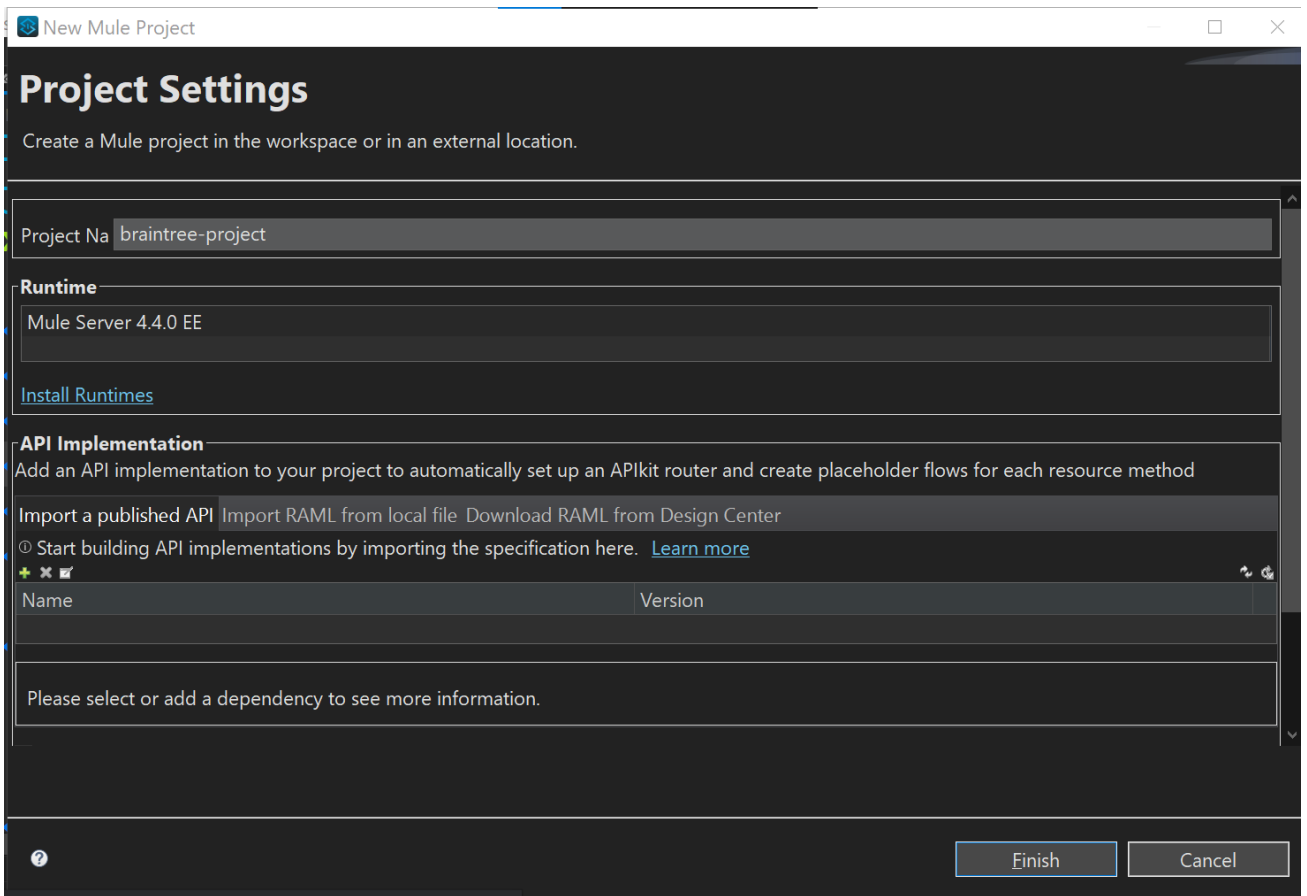 New Mule Project
Project Settings
Create a Mule project in the workspace or in an external location.
Project Na braintree-project
Runtime
Mule Server 4.4.0 EE
Install Runtimes
API Implementation
Add an API implementation to your project to automatically set up an APIkit router and create placeholder flows for each resource method
Import a published API Import RAML from local file Download RAML from Design Center
Start building API implementations by importing the specification here. Learn more
Name Version
Please select or add a dependency to see more information.
Finish Cancel